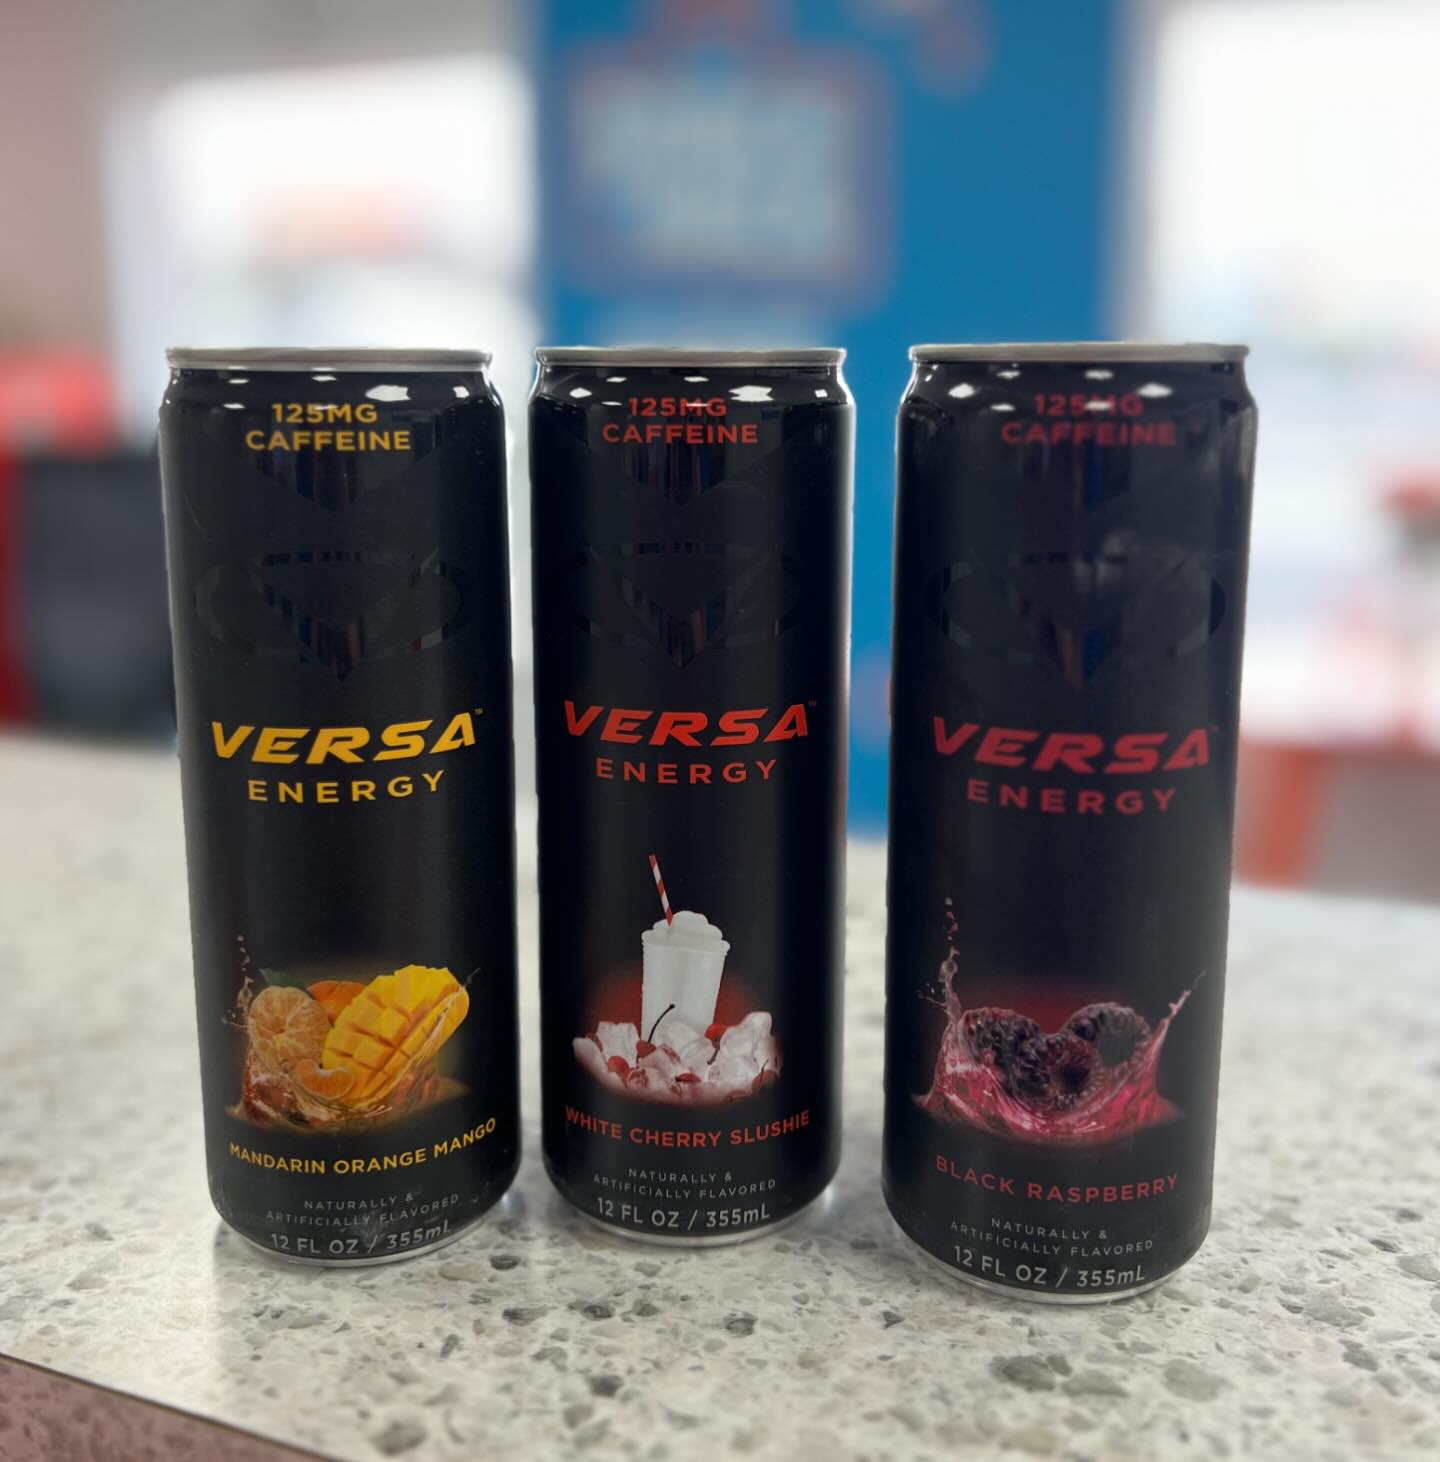 125MG
CAFFEINE
VERSA™
ENERGY
MANDARIN ORANGE MANGO
NATURALLY &
ARTIFICIALLY FLAVORED
12 FL OZ / 355mL
125MG
CAFFEINE
VERSA™
ENERGY
WHITE CHERRY SLUSHIE
NATURALLY &
ARTIFICIALLY FLAVORED
12 FL OZ / 355mL
125MG
CAFFEINE
VERSA
ENERGY
BLACK RASPBERRY
NATURALLY &
ARTIFICIALLY FLAVORED
12 FL OZ / 355mL